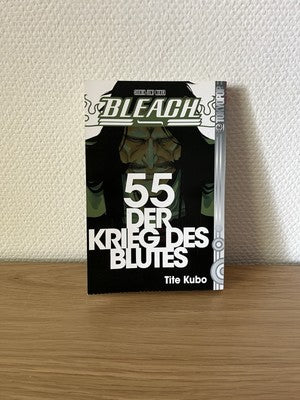 BLEACH
55
DER
KRIEG DES
BLUTES
Tite Kubo